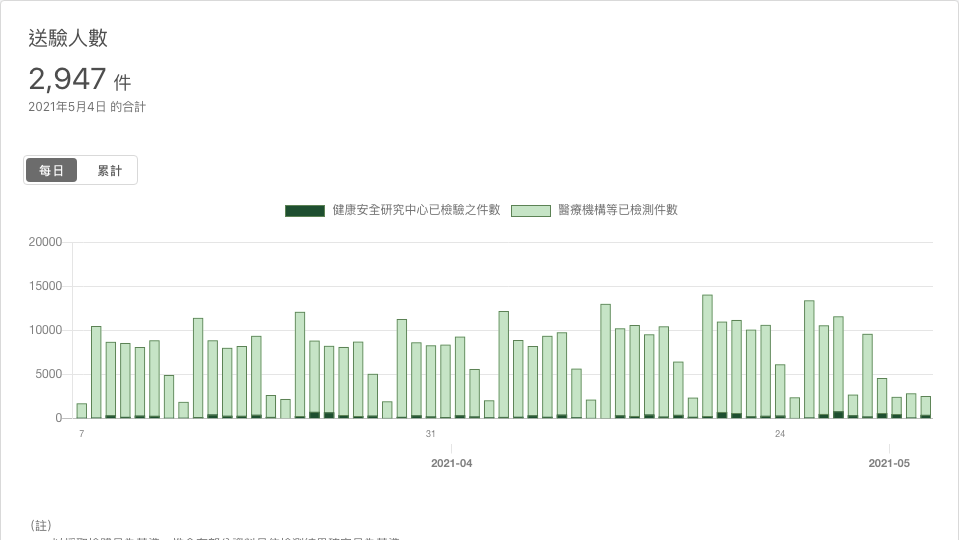 送驗人數
2,947 件
2021年5月4日 的合計
每日 累計
健康安全研究中心已檢驗之件數 醫療機構等已檢測件數
20000
15000
10000
5000
0
7 31 24
2021-04 2021-05
(註)